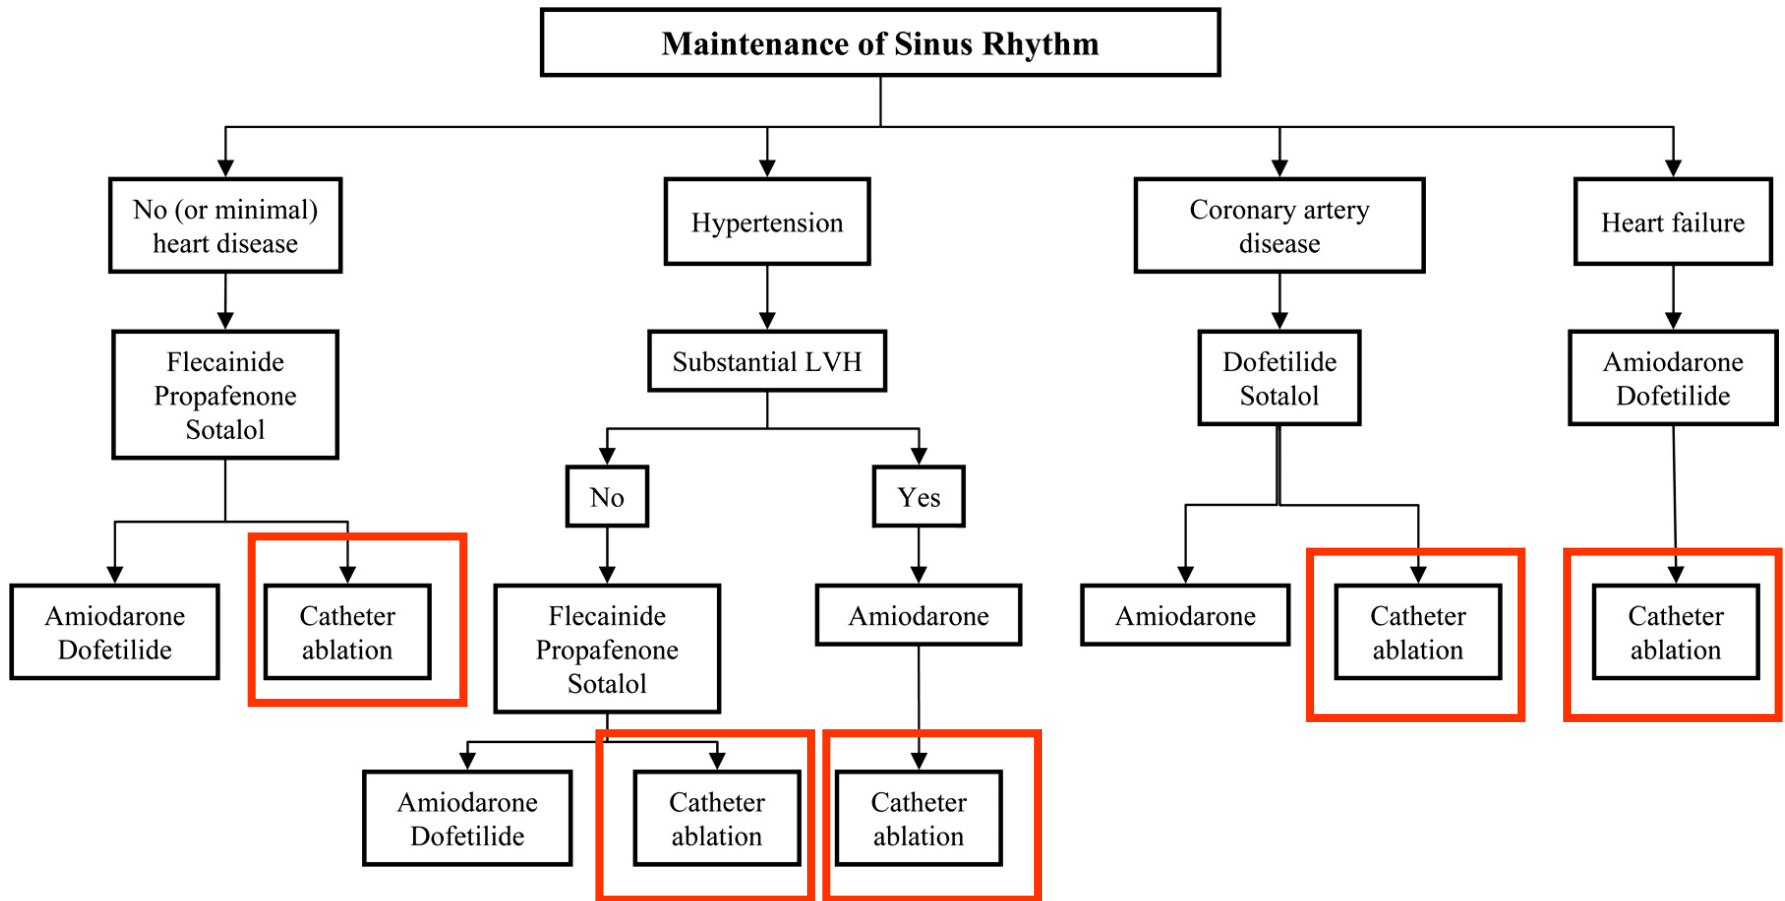 Maintenance of Sinus Rhythm
No (or minimal)
heart disease
Hypertension
Coronary artery
disease
Heart failure
Flecainide
Propafenone
Sotalol
Substantial LVH
Dofetilide
Sotalol
Amiodarone
Dofetilide
No
Yes
Amiodarone
Dofetilide
Catheter
ablation
Flecainide
Propafenone
Sotalol
Amiodarone
Amiodarone
Catheter
ablation
Catheter
ablation
Amiodarone
Dofetilide
Catheter
ablation
Catheter
ablation